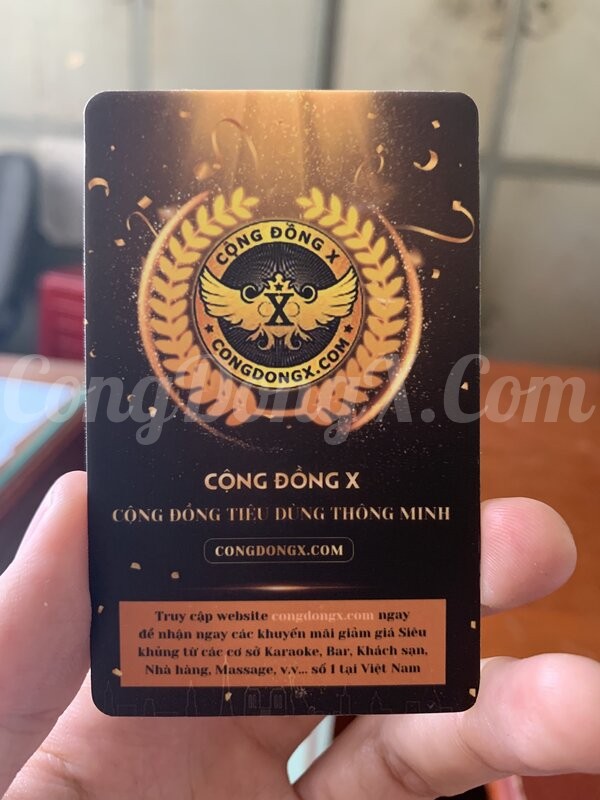 CỘNG ĐỒNG X
X
CONGDONGX.COM
CongDongX.Com
CỘNG ĐỒNG X
CỘNG ĐỒNG TIÊU DÙNG THÔNG MINH
CONGDONGX.COM
Truy cập website congdongx.com ngay
để nhận ngay các khuyến mãi giảm giá Siêu
khủng từ các cơ sở Karaoke, Bar, Khách sạn,
Nhà hàng, Massage, v.v... số 1 tại Việt Nam